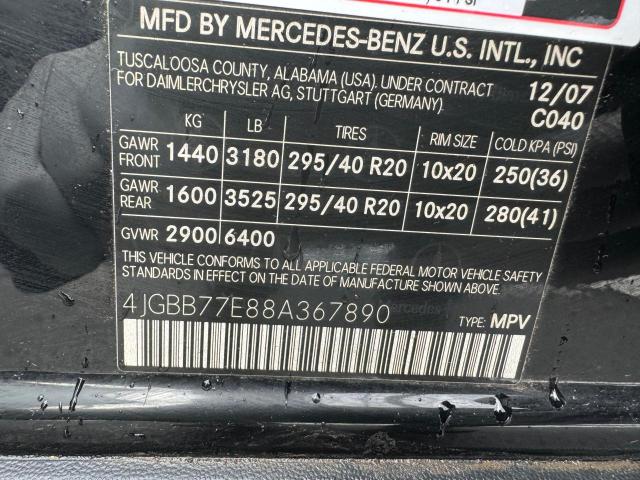 MFD BY MERCEDES-BENZ U.S. INTL., INC
TUSCALOOSA COUNTY, ALABAMA (USA). UNDER CONTRACT 12/07
FOR DAIMLERCHRYSLER AG, STUTTGART (GERMANY). C040
KG LB TIRES RIM SIZE COLD KPA (PSI)
GAWR FRONT 1440 3180 295/40 R20 10x20 250(36)
GAWR REAR 1600 3525 295/40 R20 10x20 280(41)
GVWR 2900 6400
THIS VEHICLE CONFORMS TO ALL APPLICABLE FEDERAL MOTOR VEHICLE SAFETY
STANDARDS IN EFFECT ON THE DATE OF MANUFACTURE SHOWN ABOVE.
4JGBB77E88A367890 TYPE: MPV